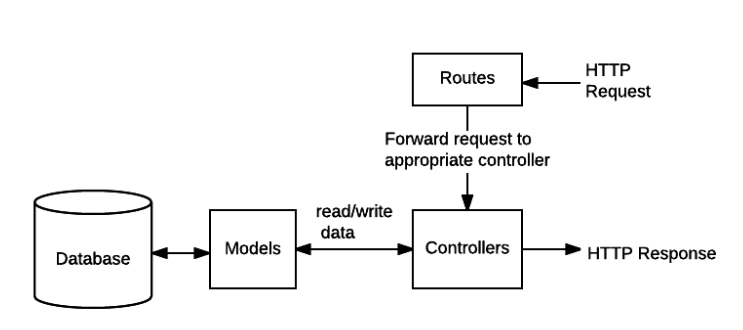 Routes
HTTP
Request
Forward request to
appropriate controller
Database
Models
read/write
data
Controllers
HTTP Response